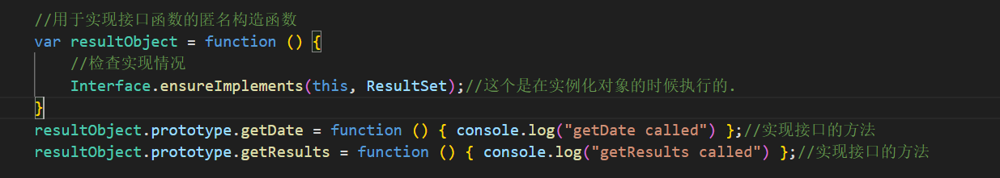 //用于实现接口函数的匿名构造函数
var resultObject = function () {
//检查实现情况
Interface.ensureImplements(this, ResultSet);//这个是在实例化对象的时候执行的.
}
resultObject.prototype.getDate = function () { console.log("getDate called") };//实现接口的方法
resultObject.prototype.getResults = function () { console.log("getResults called") };//实现接口的方法